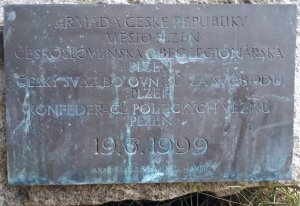 ARMÁDA ČESKÉ REPUBLIKY
MĚSTO PLZEŇ
ČESKOSLOVENSKÁ OBEC LEGIONÁŘSKÁ
PLZEŇ
ČESKÝ SVAZ BOJOVNÍKŮ ZA SVOBODU
PLZEŇ
KONFEDERACE POLITICKÝCH VĚZŇŮ
PLZEŇ
19.6.1999